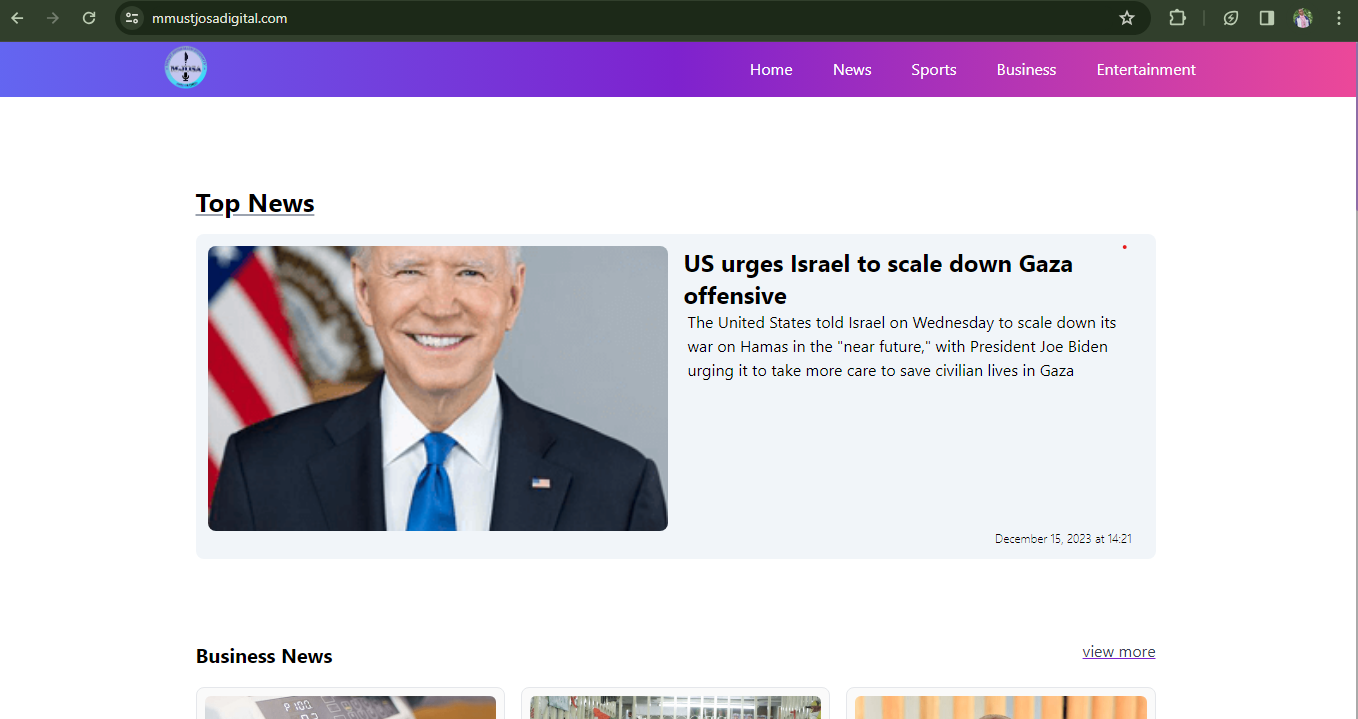 mmustjosadigital.com
Home News Sports Business Entertainment
Top News
US urges Israel to scale down Gaza
offensive
The United States told Israel on Wednesday to scale down its
war on Hamas in the "near future," with President Joe Biden
urging it to take more care to save civilian lives in Gaza
December 15, 2023 at 14:21
Business News
view more
P 100